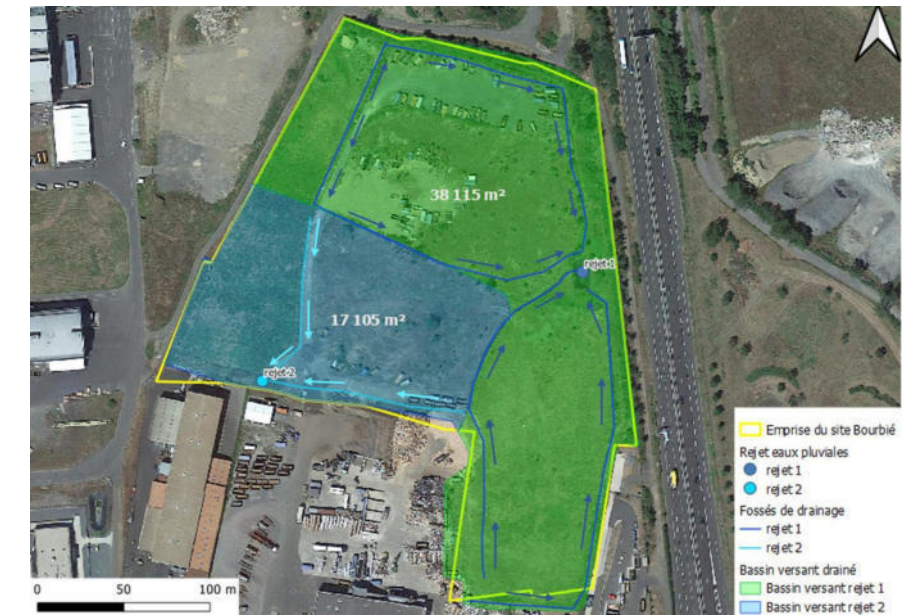 38 115 m²
rejet-1
17 105 m²
rejet-2
Emprise du site Bourbié
Rejet eaux pluviales
rejet 1
rejet 2
Fossés de drainage
rejet 1
rejet 2
Bassin versant drainé
Bassin versant rejet 1
Bassin versant rejet 2
0 50 100 m